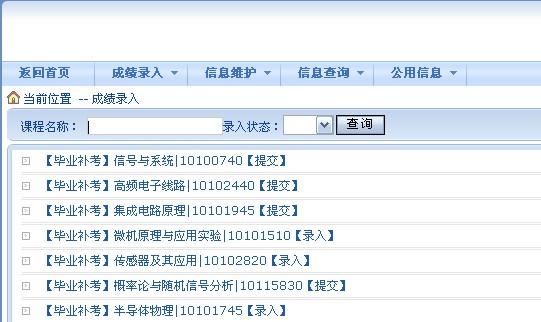 返回首页 成绩录入 信息维护 信息查询 公用信息
当前位置 -- 成绩录入
课程名称： 录入状态： 查询
【毕业补考】信号与系统|10100740【提交】
【毕业补考】高频电子线路|10102440【提交】
【毕业补考】集成电路原理|10101945【提交】
【毕业补考】微机原理与应用实验|10101510【录入】
【毕业补考】传感器及其应用|10102820【录入】
【毕业补考】概率论与随机信号分析|10115830【提交】
【毕业补考】半导体物理|10101745【录入】